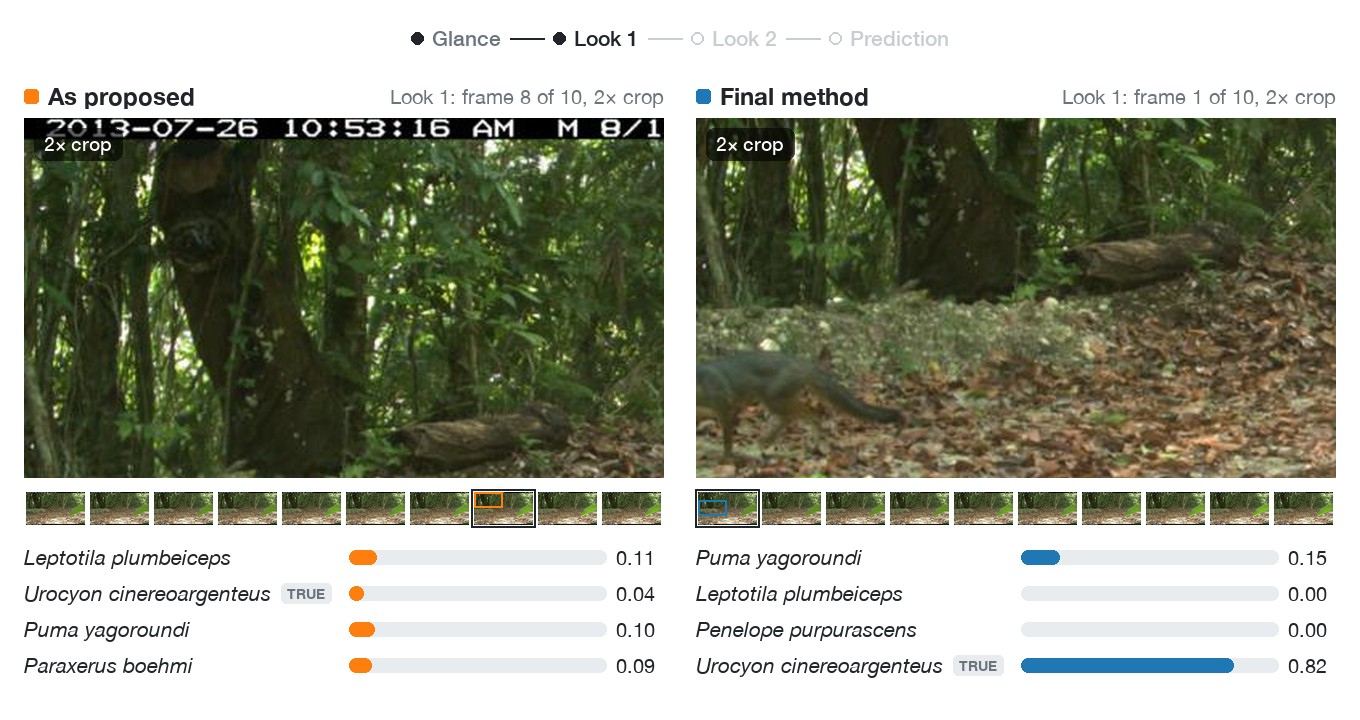 Glance Look 1 Look 2 Prediction
As proposed Look 1: frame 8 of 10, 2× crop
2013-07-26 10:53:16 AM M 8/1
2× crop
Leptotila plumbeiceps 0.11
Urocyon cinereoargenteus TRUE 0.04
Puma yagoroundi 0.10
Paraxerus boehmi 0.09
Final method Look 1: frame 1 of 10, 2× crop
2× crop
Puma yagoroundi 0.15
Leptotila plumbeiceps 0.00
Penelope purpurascens 0.00
Urocyon cinereoargenteus TRUE 0.82